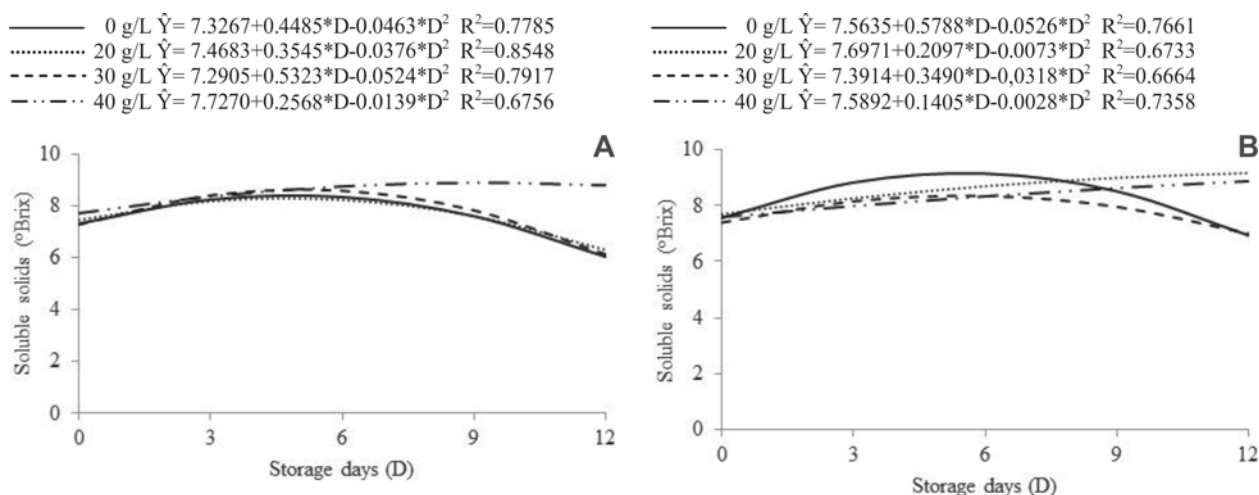 0 g/L Ŷ= 7.3267+0.4485*D-0.0463*D² R²=0.7785
20 g/L Ŷ= 7.4683+0.3545*D-0.0376*D² R²=0.8548
30 g/L Ŷ= 7.2905+0.5323*D-0.0524*D² R²=0.7917
40 g/L Ŷ= 7.7270+0.2568*D-0.0139*D² R²=0.6756
A
10
8
6
4
2
0
Soluble solids (ºBrix)
0 3 6 9 12
Storage days (D)
0 g/L Ŷ= 7.5635+0.5788*D-0.0526*D² R²=0.7661
20 g/L Ŷ= 7.6971+0.2097*D-0.0073*D² R²=0.6733
30 g/L Ŷ= 7.3914+0.3490*D-0,0318*D² R²=0.6664
40 g/L Ŷ= 7.5892+0.1405*D-0.0028*D² R²=0.7358
B
10
8
6
4
2
0
Soluble solids (ºBrix)
0 3 6 9 12
Storage days (D)